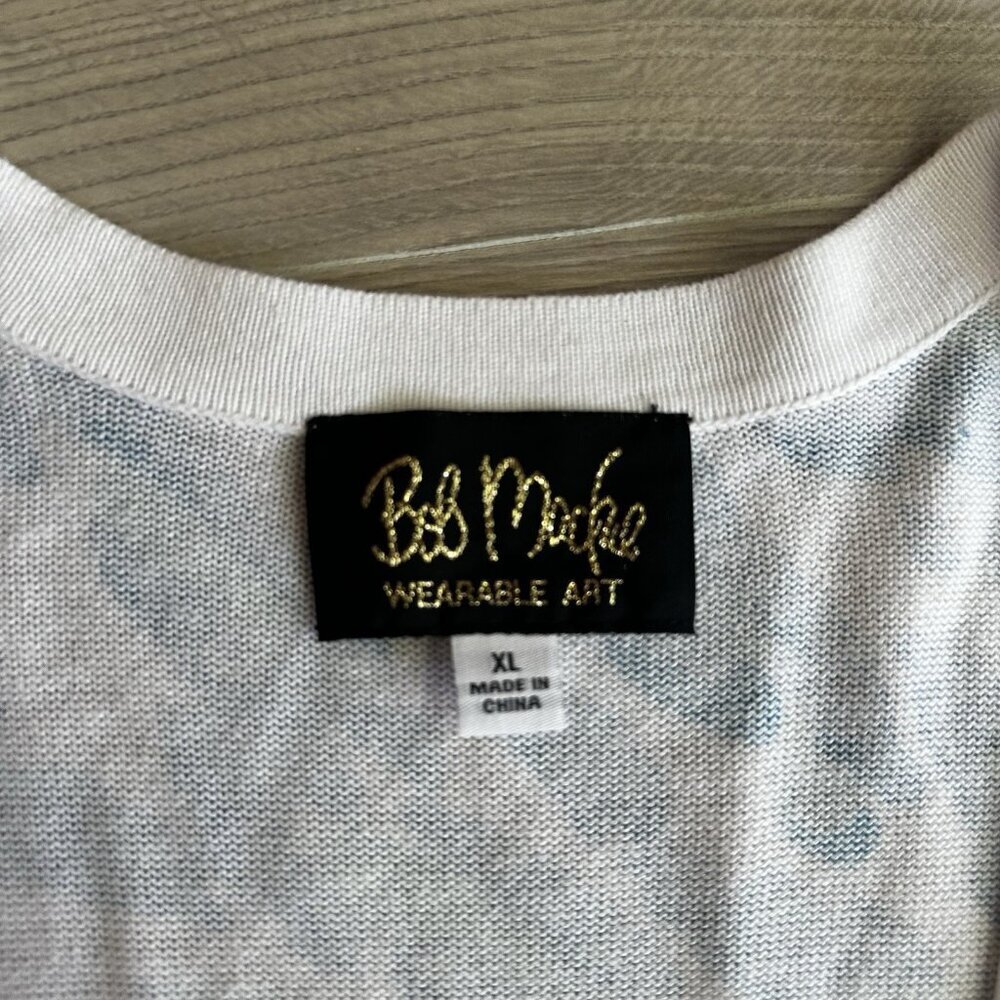 Bob Mackie
WEARABLE ART
XL
MADE IN
CHINA